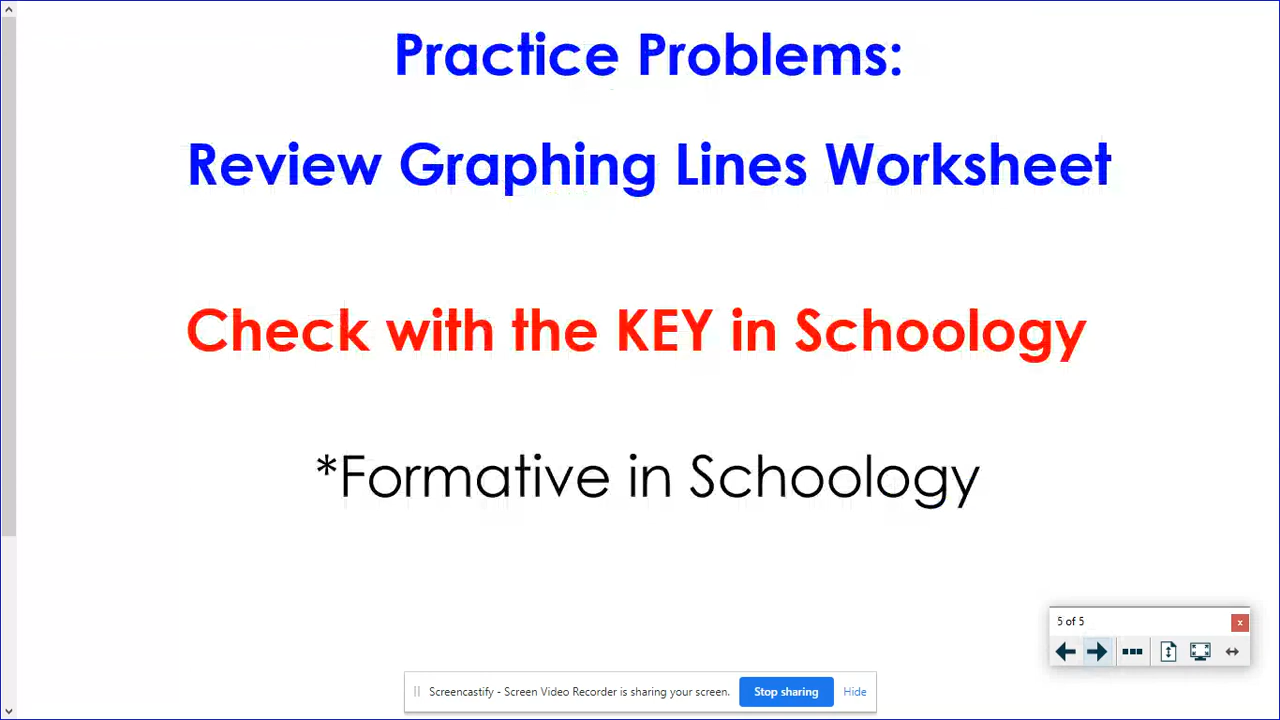 Practice Problems:
Review Graphing Lines Worksheet
Check with the KEY in Schoology
*Formative in Schoology
5 of 5
x
Screencastify - Screen Video Recorder is sharing your screen.
Stop sharing
Hide